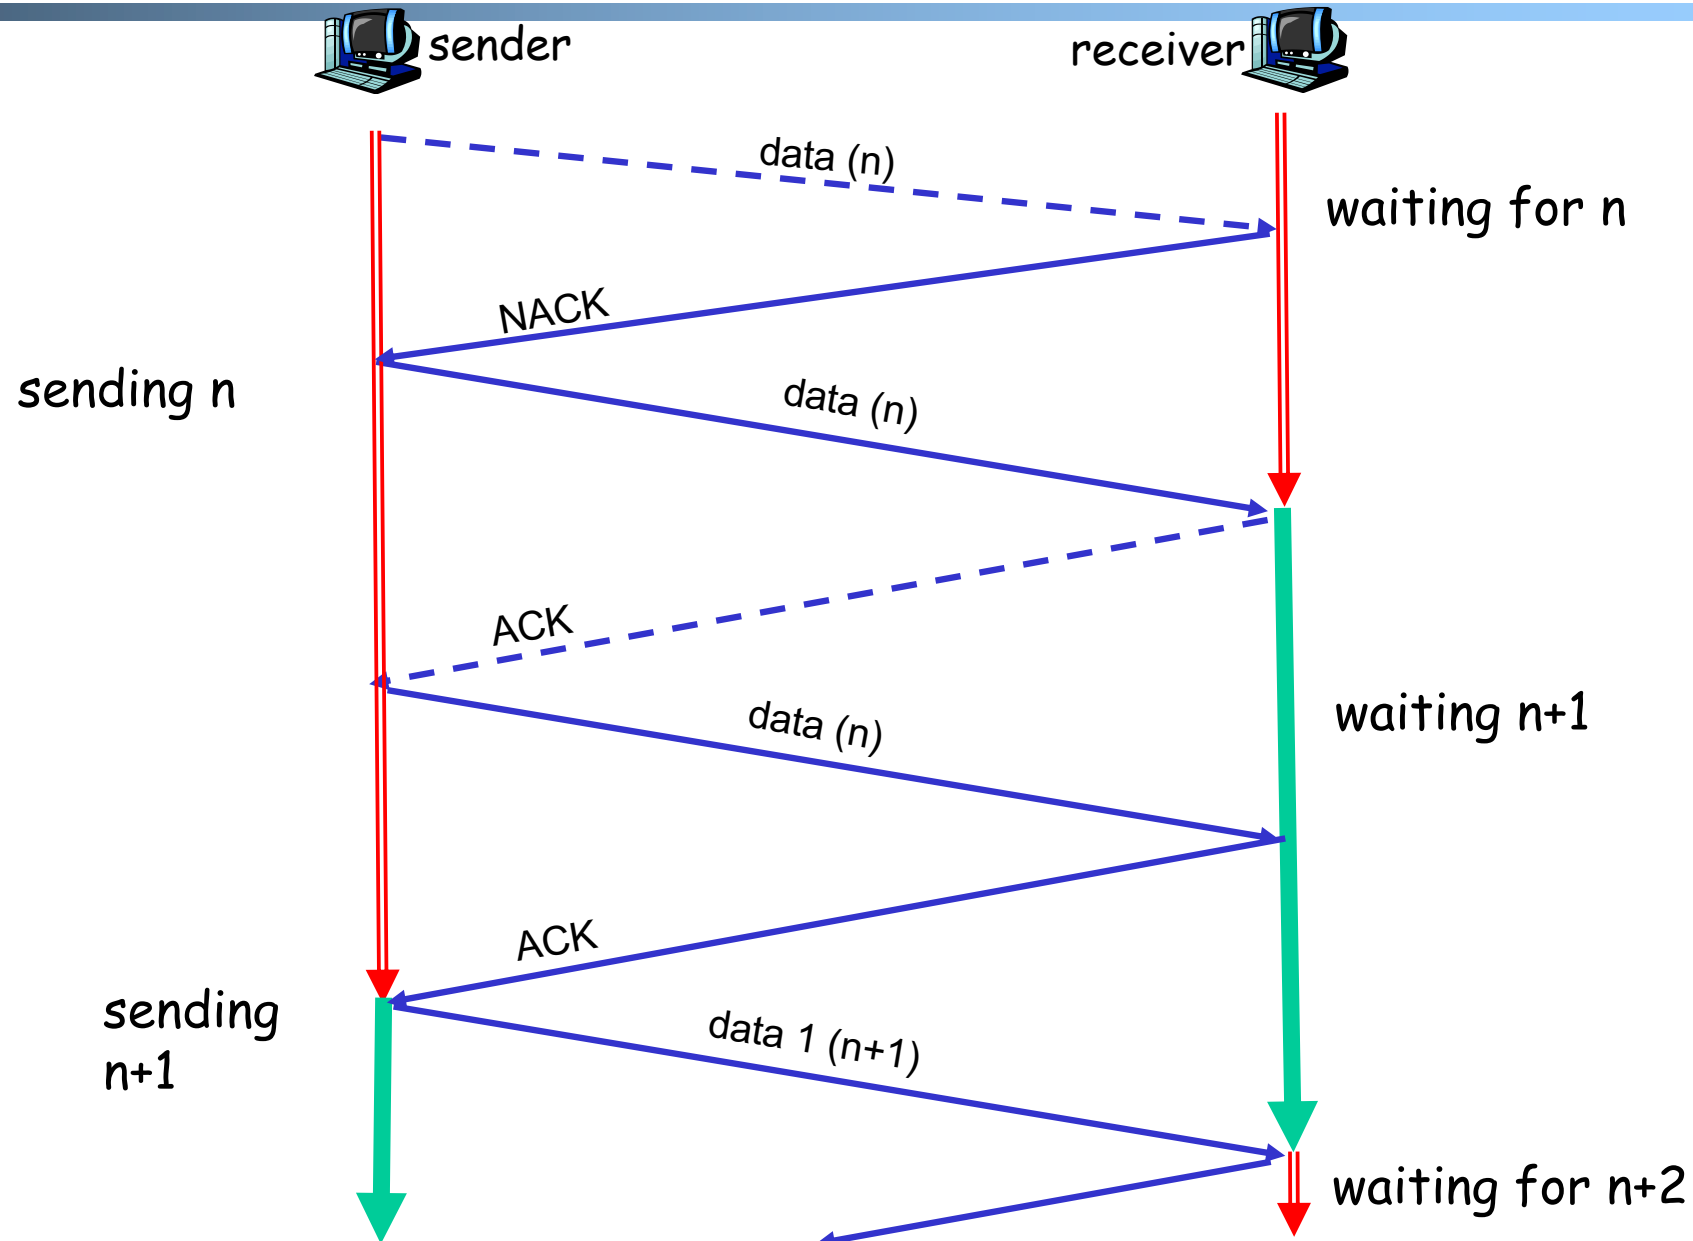 sender
receiver
data (n)
waiting for n
NACK
sending n
data (n)
ACK
waiting n+1
data (n)
ACK
sending
n+1
data 1 (n+1)
waiting for n+2